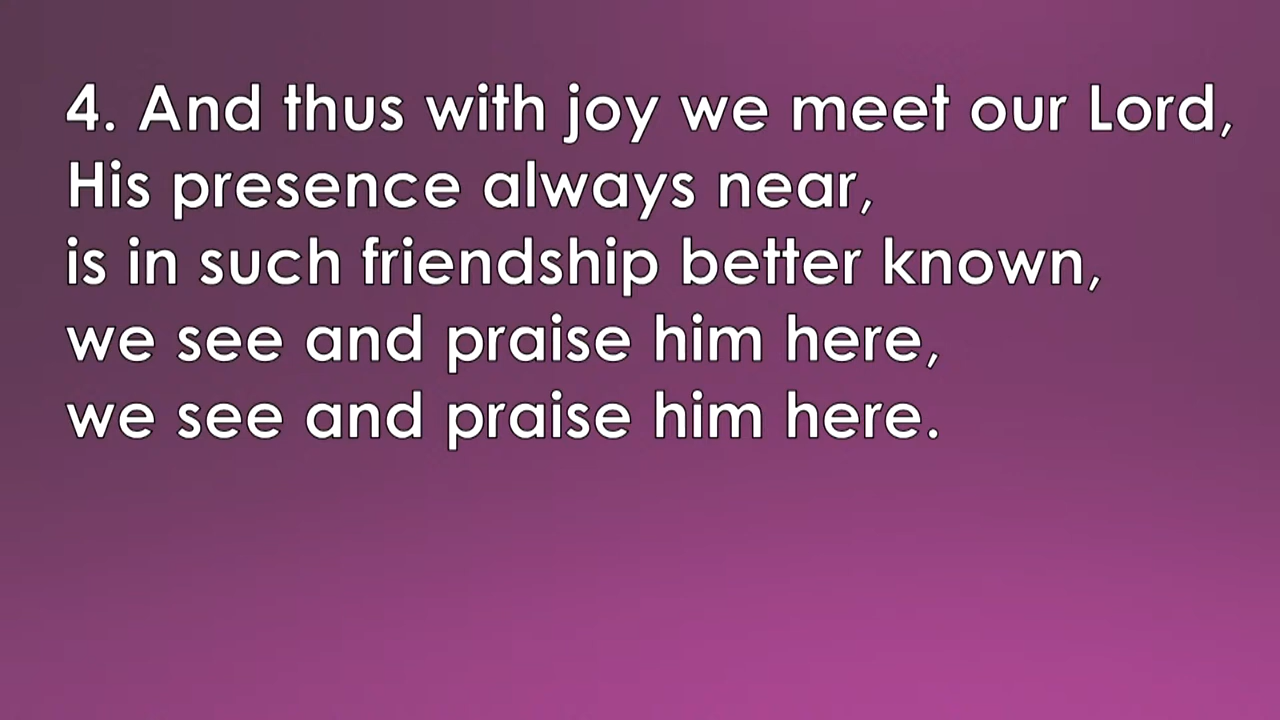 4. And thus with joy we meet our Lord,
His presence always near,
is in such friendship better known,
we see and praise him here,
we see and praise him here.